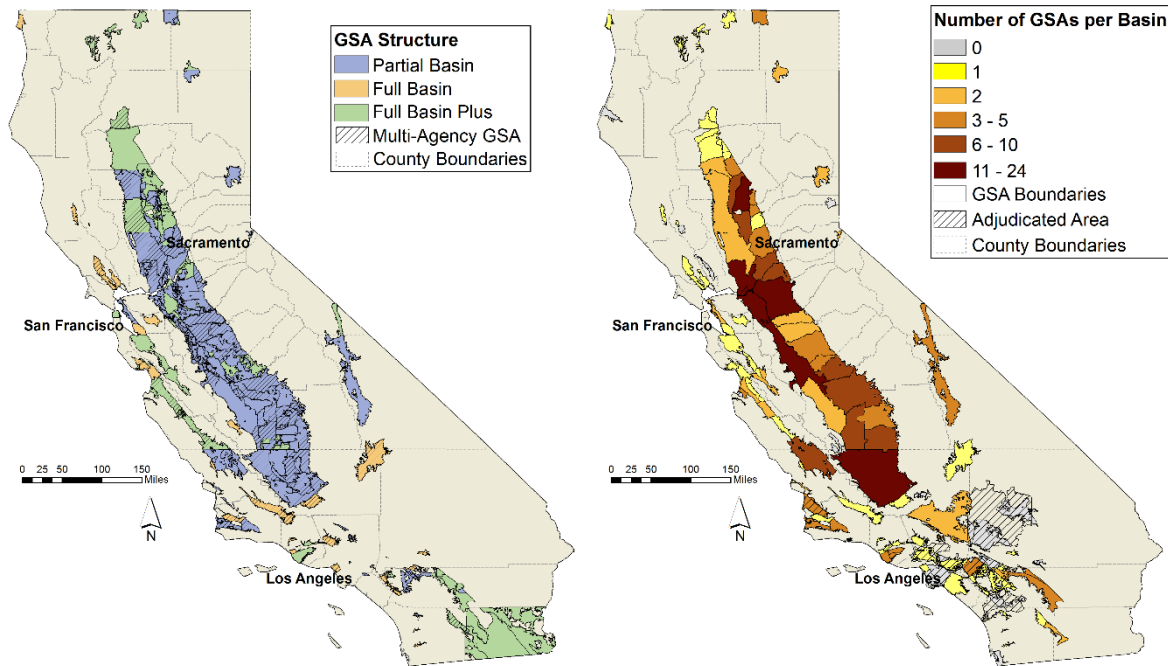 GSA Structure
Partial Basin
Full Basin
Full Basin Plus
Multi-Agency GSA
County Boundaries
Sacramento
San Francisco
Los Angeles
0 25 50 100 150
Miles
N
Number of GSAs per Basin
0
1
2
3 - 5
6 - 10
11 - 24
GSA Boundaries
Adjudicated Area
County Boundaries
Sacramento
San Francisco
Los Angeles
0 25 50 100 150
Miles
N